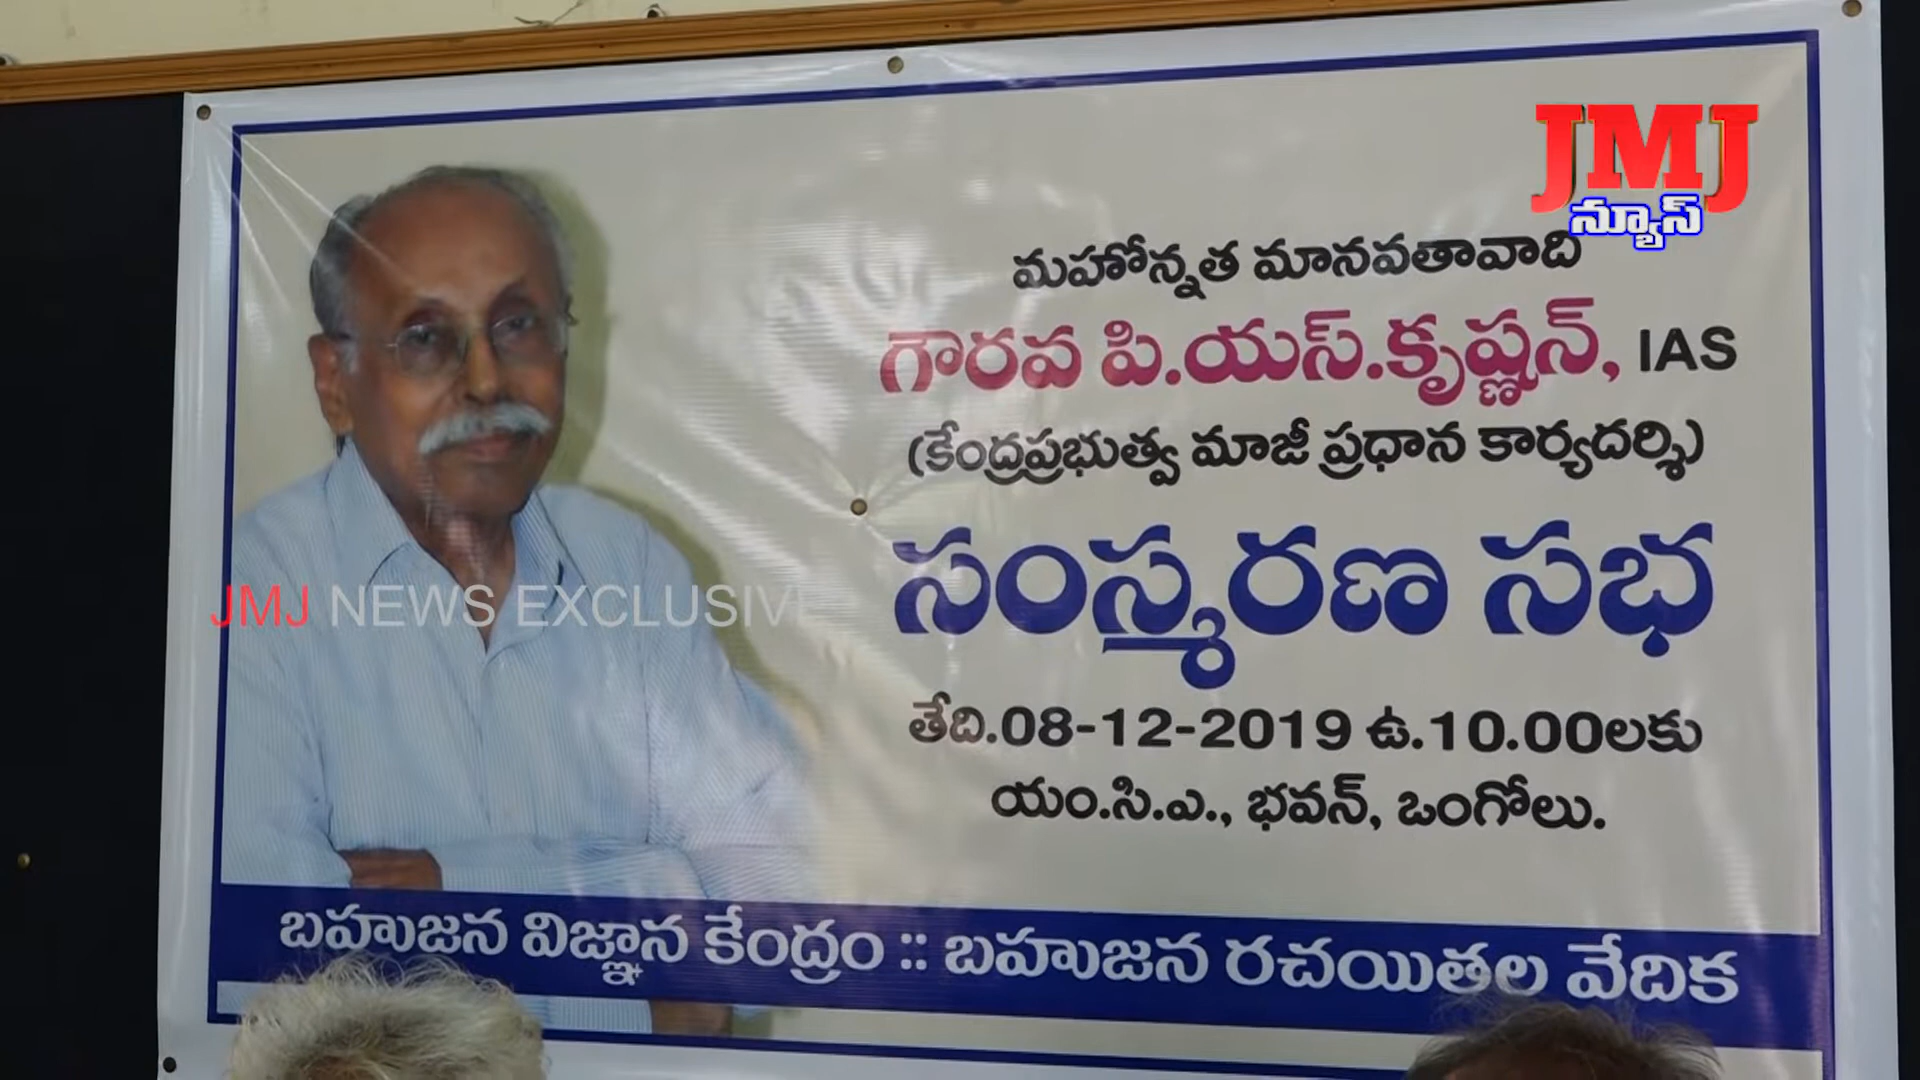 JMJ
న్యూస్
మహోన్నత మానవతావాది
గౌరవ పి.యస్.కృష్ణన్, IAS
(కేంద్రప్రభుత్వ మాజీ ప్రధాన కార్యదర్శి)
సంస్మరణ సభ
JMJ NEWS EXCLUSIVE
తేది.08-12-2019 ఉ.10.00లకు
యం.సి.ఎ., భవన్, ఒంగోలు.
బహుజన విజ్ఞాన కేంద్రం :: బహుజన రచయితల వేదిక